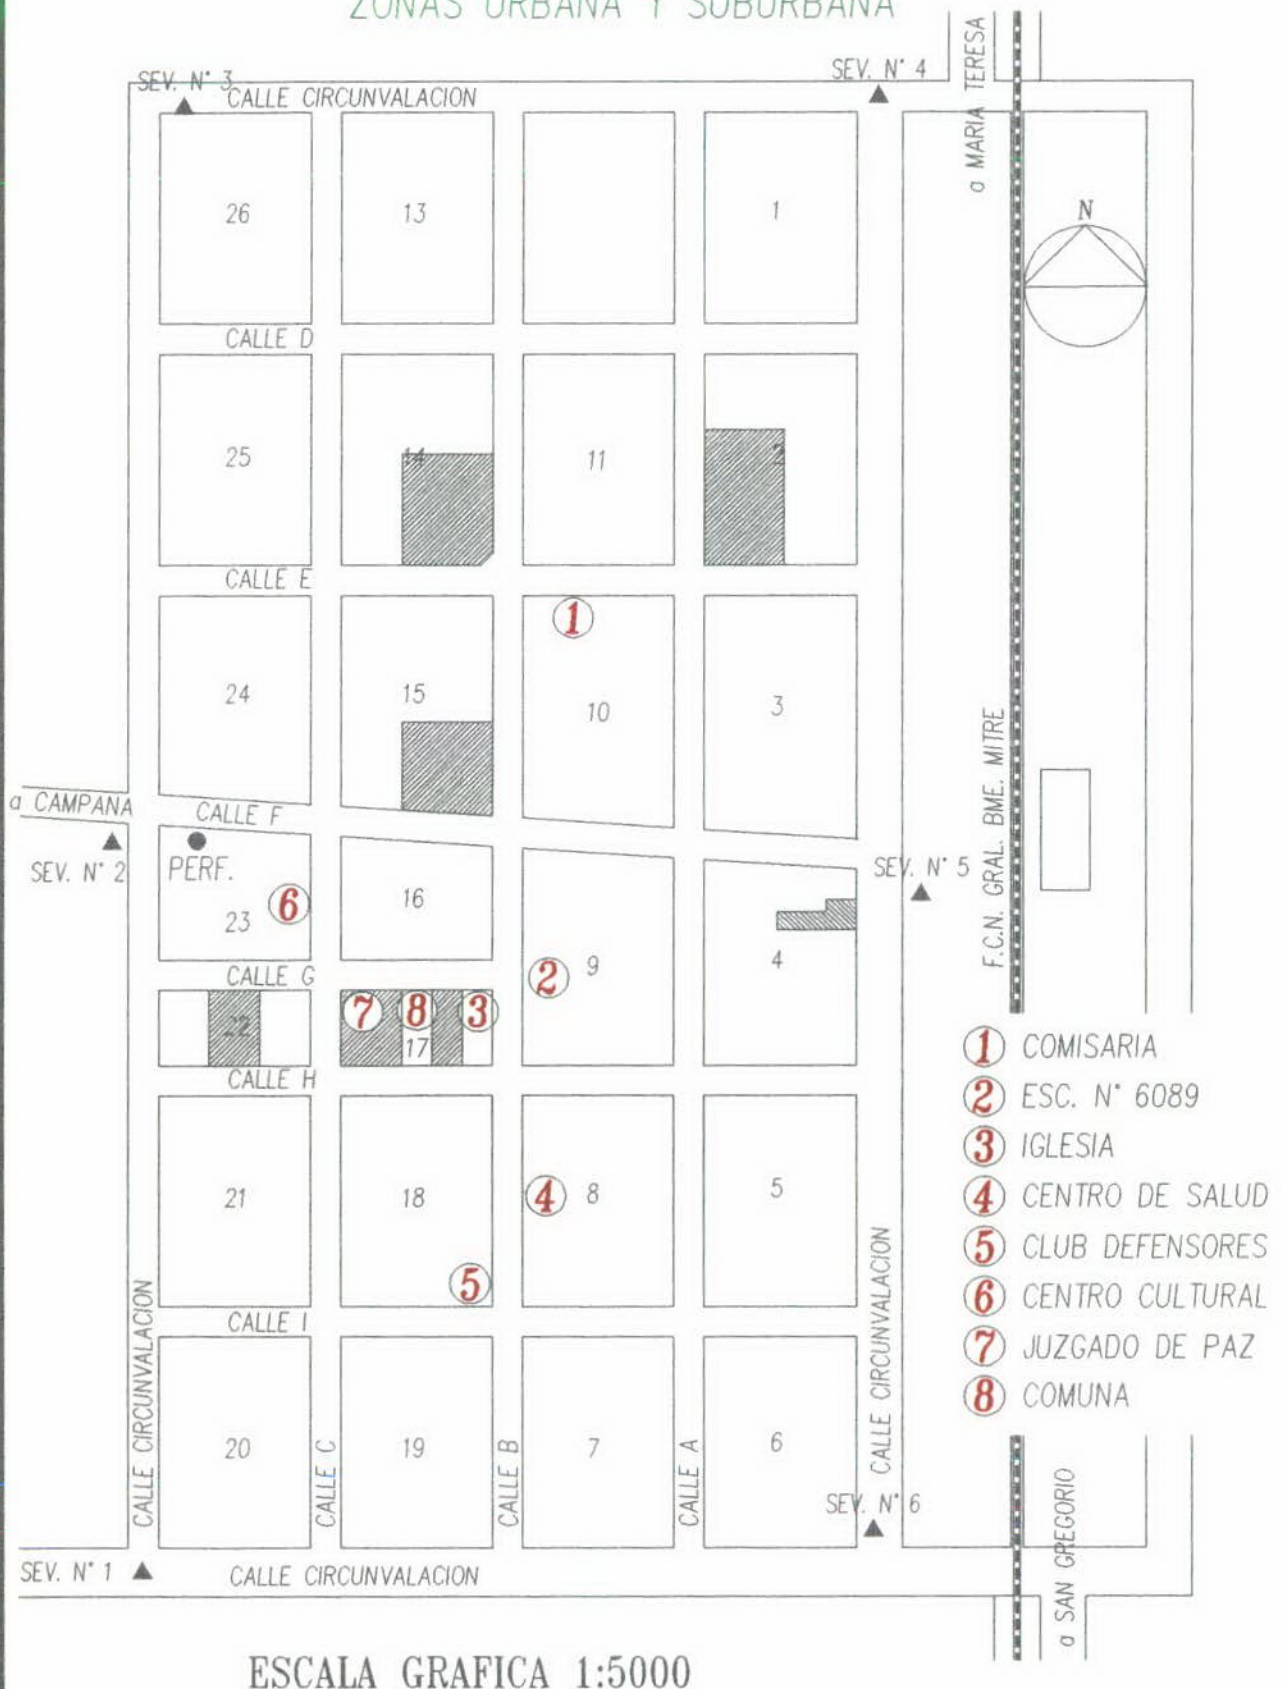 ZONAS URBANA Y SUBURBANA
SEV. N° 3
CALLE CIRCUNVALACION
SEV. N° 4
a MARIA TERESA
26
13
1
N
CALLE D
25
14
11
2
CALLE E
1
24
15
10
3
F.C.N. GRAL. BME. MITRE
a CAMPANA
CALLE F
SEV. N° 2
PERF.
6
23
16
SEV. N° 5
2
9
4
CALLE G
22
7
8
3
17
CALLE H
21
18
4
8
5
5
CALLE I
CALLE CIRCUNVALACION
20
CALLE C
19
CALLE B
7
CALLE A
6
CALLE CIRCUNVALACION
SEV. N° 6
SEV. N° 1
CALLE CIRCUNVALACION
a SAN GREGORIO
1 COMISARIA
2 ESC. N° 6089
3 IGLESIA
4 CENTRO DE SALUD
5 CLUB DEFENSORES
6 CENTRO CULTURAL
7 JUZGADO DE PAZ
8 COMUNA
ESCALA GRAFICA 1:5000